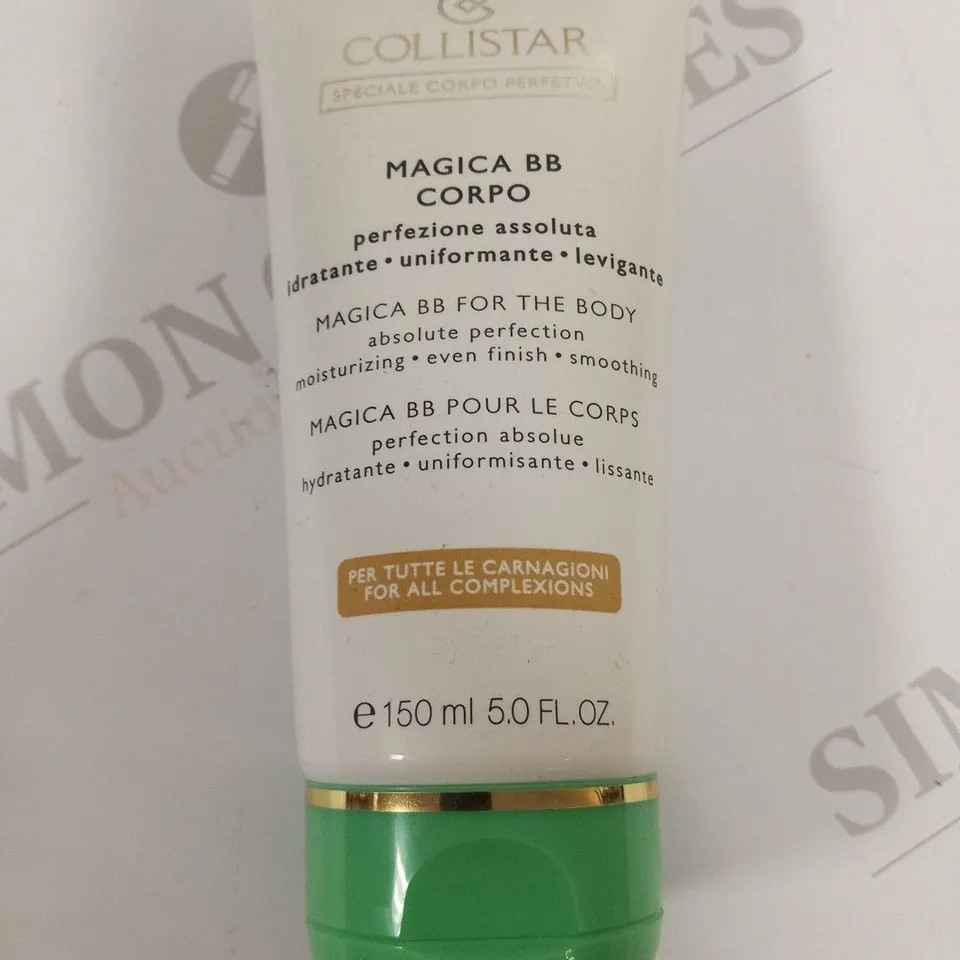 COLLISTAR
SPECIALE CORPO PERFETTO
MAGICA BB
CORPO
perfezione assoluta
idratante • uniformante • levigante
MAGICA BB FOR THE BODY
absolute perfection
moisturizing • even finish • smoothing
MAGICA BB POUR LE CORPS
perfection absolue
hydratante • uniformisante • lissante
PER TUTTE LE CARNAGIONI
FOR ALL COMPLEXIONS
e 150 ml 5.0 FL.OZ.